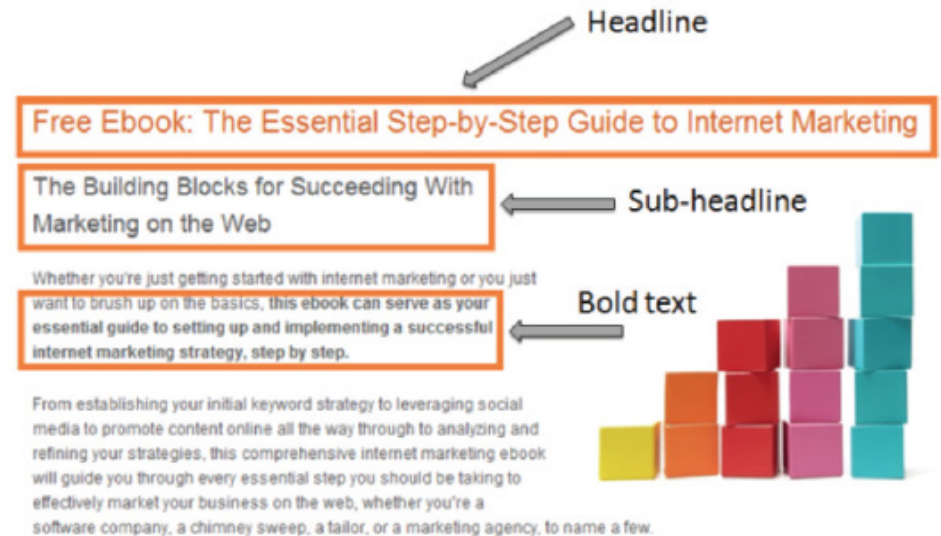 Headline
Free Ebook: The Essential Step-by-Step Guide to Internet Marketing
The Building Blocks for Succeeding With
Marketing on the Web
Sub-headline
Whether you're just getting started with internet marketing or you just
want to brush up on the basics, this ebook can serve as your
essential guide to setting up and implementing a successful
internet marketing strategy, step by step.
Bold text
From establishing your initial keyword strategy to leveraging social
media to promote content online all the way through to analyzing and
refining your strategies, this comprehensive internet marketing ebook
will guide you through every essential step you should be taking to
effectively market your business on the web, whether you're a
software company, a chimney sweep, a tailor, or a marketing agency, to name a few.